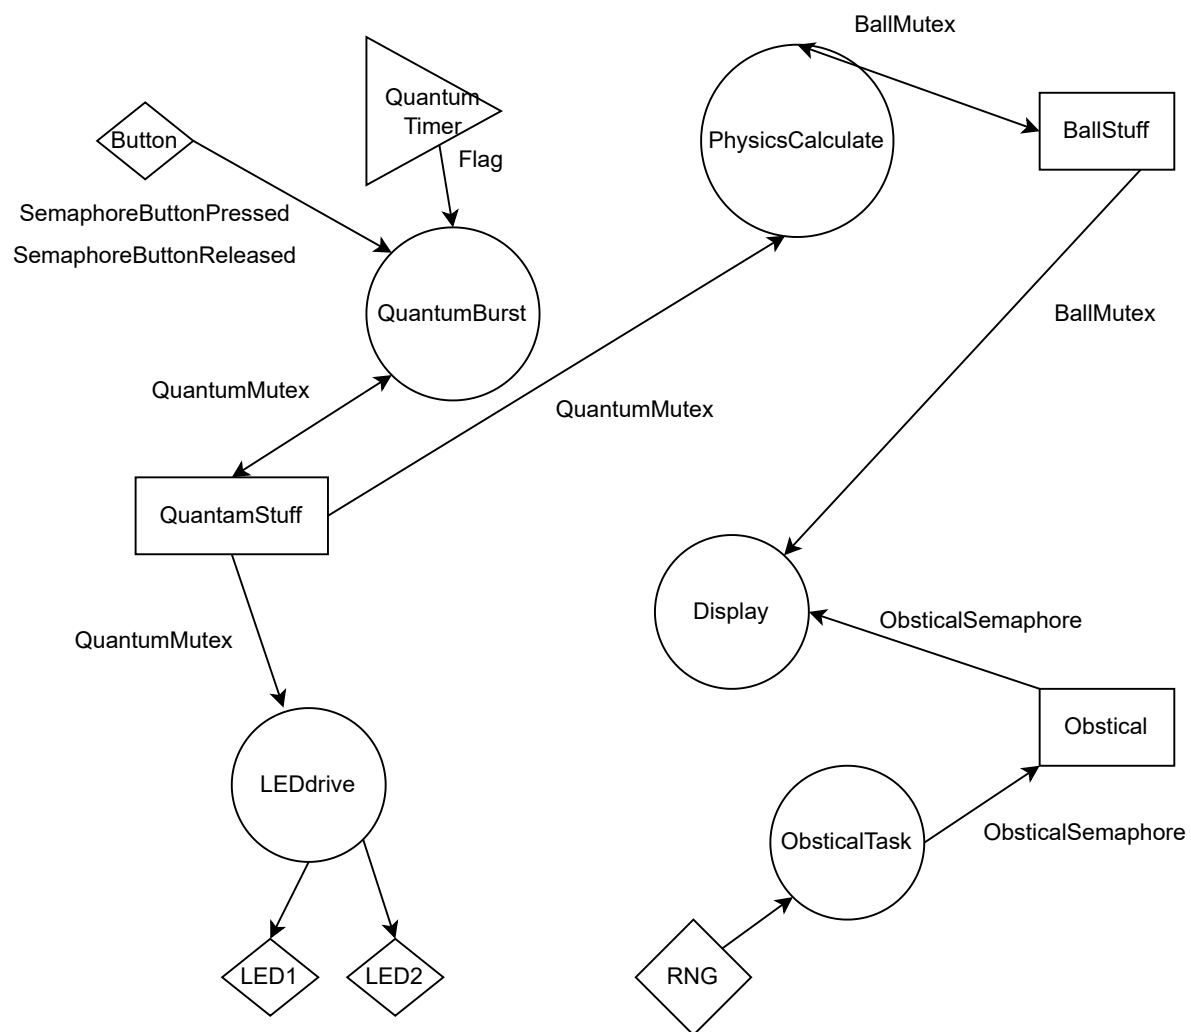 BallMutex
Quantum
Timer
Button
PhysicsCalculate
BallStuff
Flag
SemaphoreButtonPressed
SemaphoreButtonReleased
QuantumBurst
BallMutex
QuantumMutex
QuantumMutex
QuantamStuff
Display
ObsticalSemaphore
QuantumMutex
Obstical
LEDdrive
ObsticalSemaphore
ObsticalTask
LED1
LED2
RNG